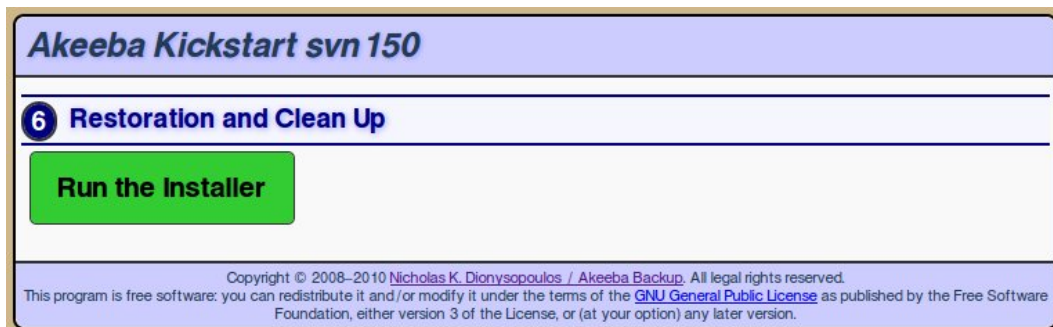 Akeeba Kickstart svn 150
6 Restoration and Clean Up
Run the Installer
Copyright © 2008–2010 Nicholas K. Dionysopoulos / Akeeba Backup. All legal rights reserved.
This program is free software: you can redistribute it and/or modify it under the terms of the GNU General Public License as published by the Free Software
Foundation, either version 3 of the License, or (at your option) any later version.